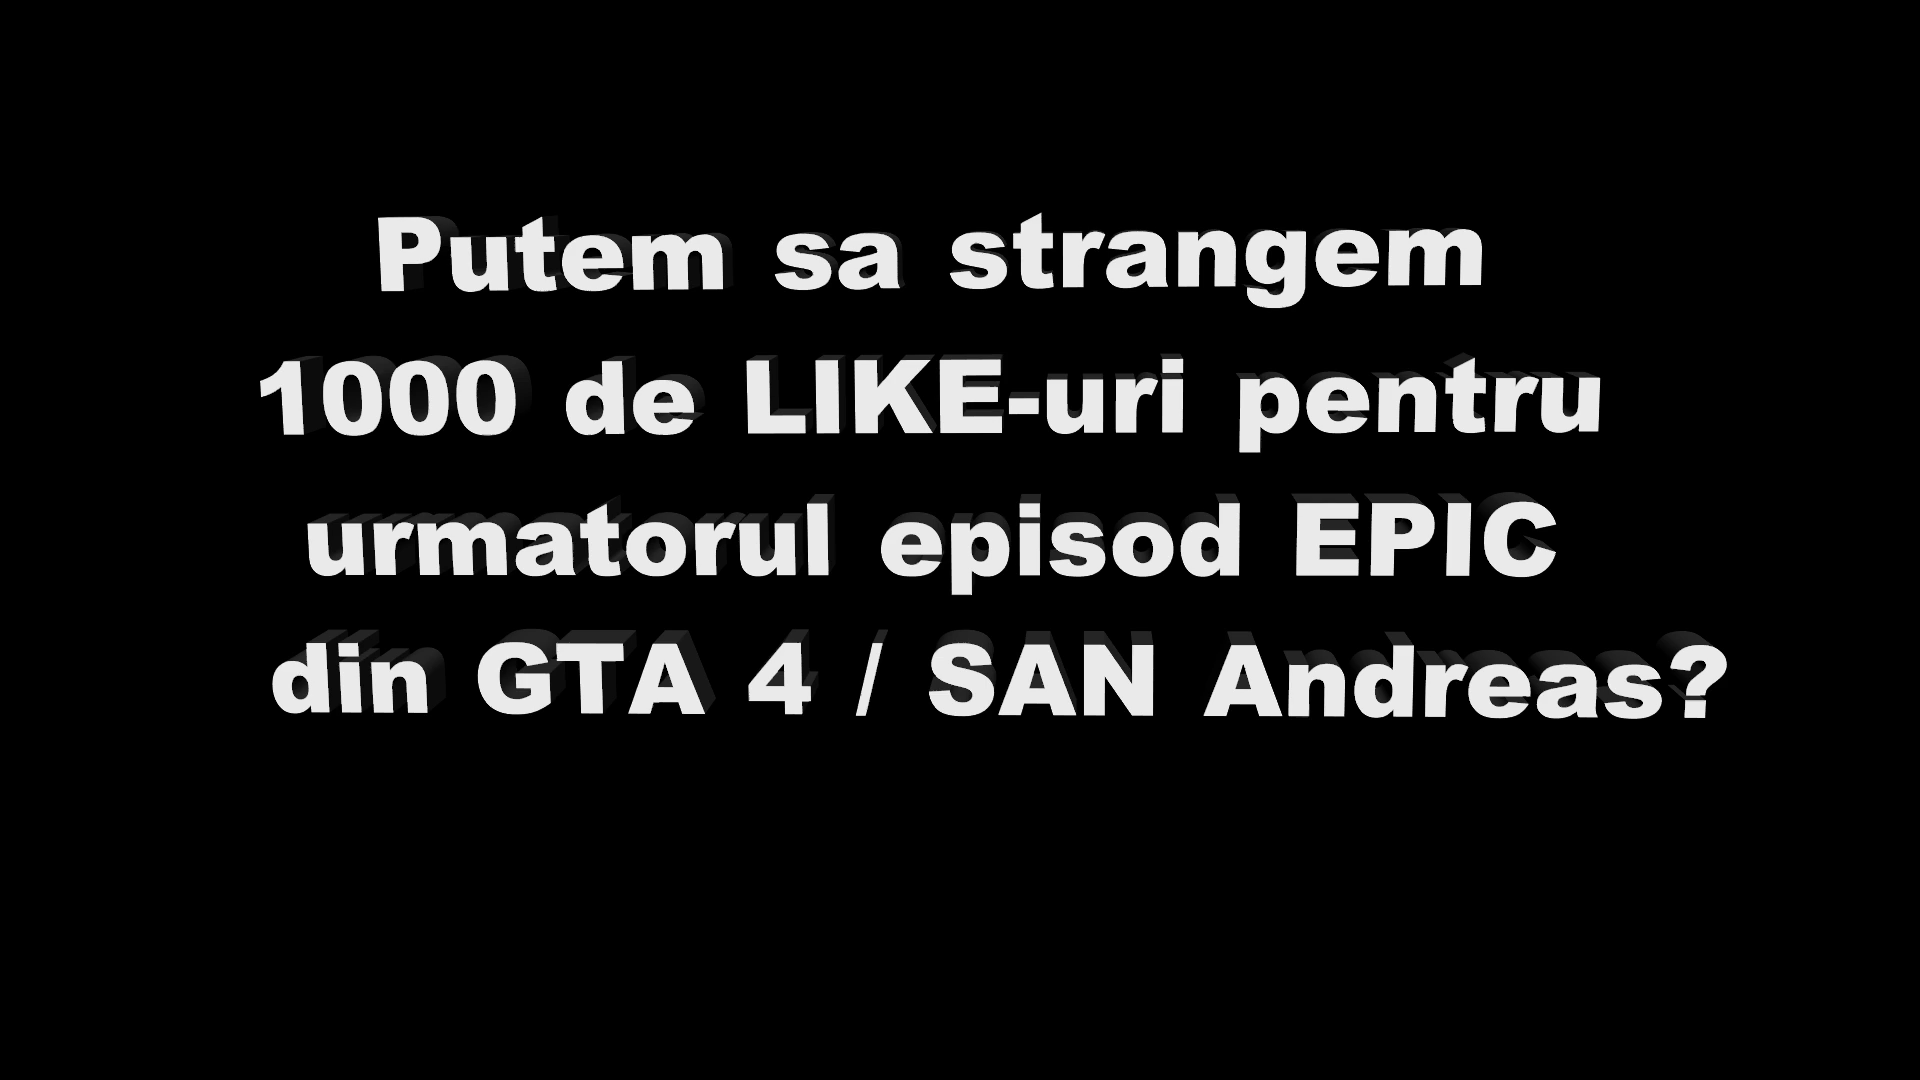 Putem sa strangem
1000 de LIKE-uri pentru
urmatorul episod EPIC
din GTA 4 / SAN Andreas?